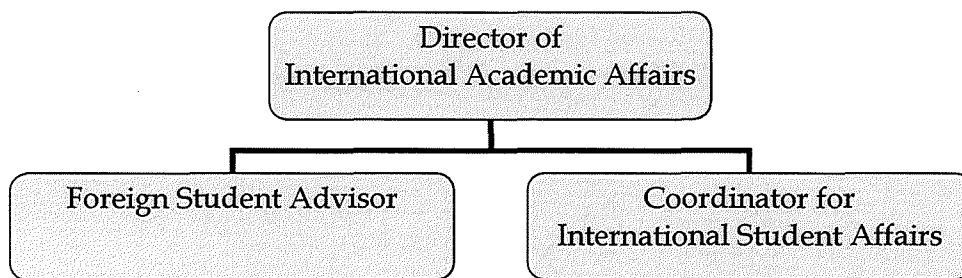 Director of
International Academic Affairs
Foreign Student Advisor
Coordinator for
International Student Affairs